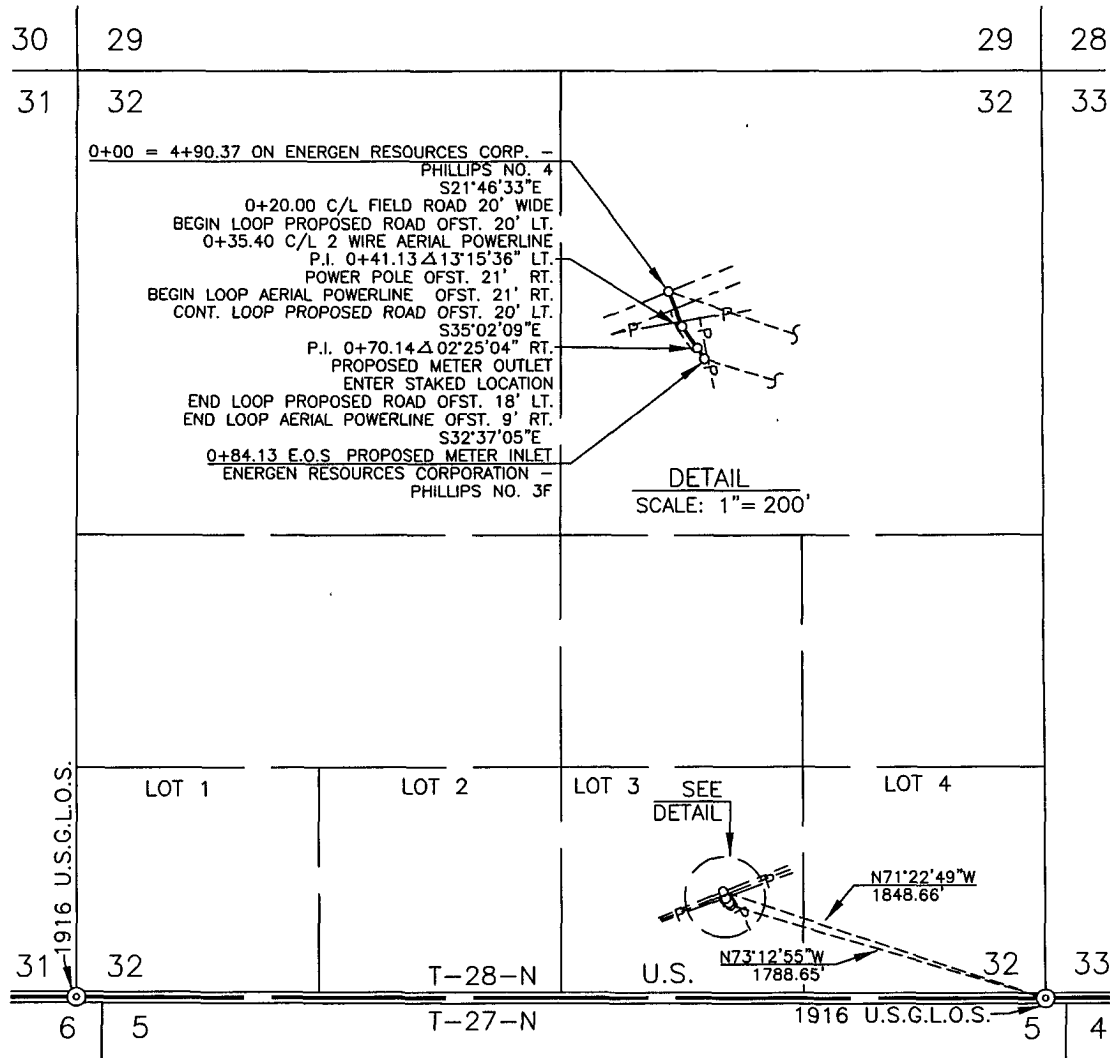 30 29 29 28
31 32 32 33
0+00 = 4+90.37 ON ENERGEN RESOURCES CORP. –
PHILLIPS NO. 4
S21°46'33"E
0+20.00 C/L FIELD ROAD 20' WIDE
BEGIN LOOP PROPOSED ROAD OFST. 20' LT.
0+35.40 C/L 2 WIRE AERIAL POWERLINE
P.I. 0+41.13 Δ 13°15'36" LT.
POWER POLE OFST. 21' RT.
BEGIN LOOP AERIAL POWERLINE OFST. 21' RT.
CONT. LOOP PROPOSED ROAD OFST. 20' LT.
S35°02'09"E
P.I. 0+70.14 Δ 02°25'04" RT.
PROPOSED METER OUTLET
ENTER STAKED LOCATION
END LOOP PROPOSED ROAD OFST. 18' LT.
END LOOP AERIAL POWERLINE OFST. 9' RT.
S32°37'05"E
0+84.13 E.O.S PROPOSED METER INLET
ENERGEN RESOURCES CORPORATION –
PHILLIPS NO. 3F
P P
P
DETAIL
SCALE: 1"= 200'
LOT 1 LOT 2 LOT 3 LOT 4
SEE
DETAIL
1916 U.S.G.L.O.S.
P P
P
N71°22'49"W
1848.66'
N73°12'55"W
1788.65'
31 32 T-28-N U.S. 32 33
T-27-N 1916 U.S.G.L.O.S.
6 5 5 4